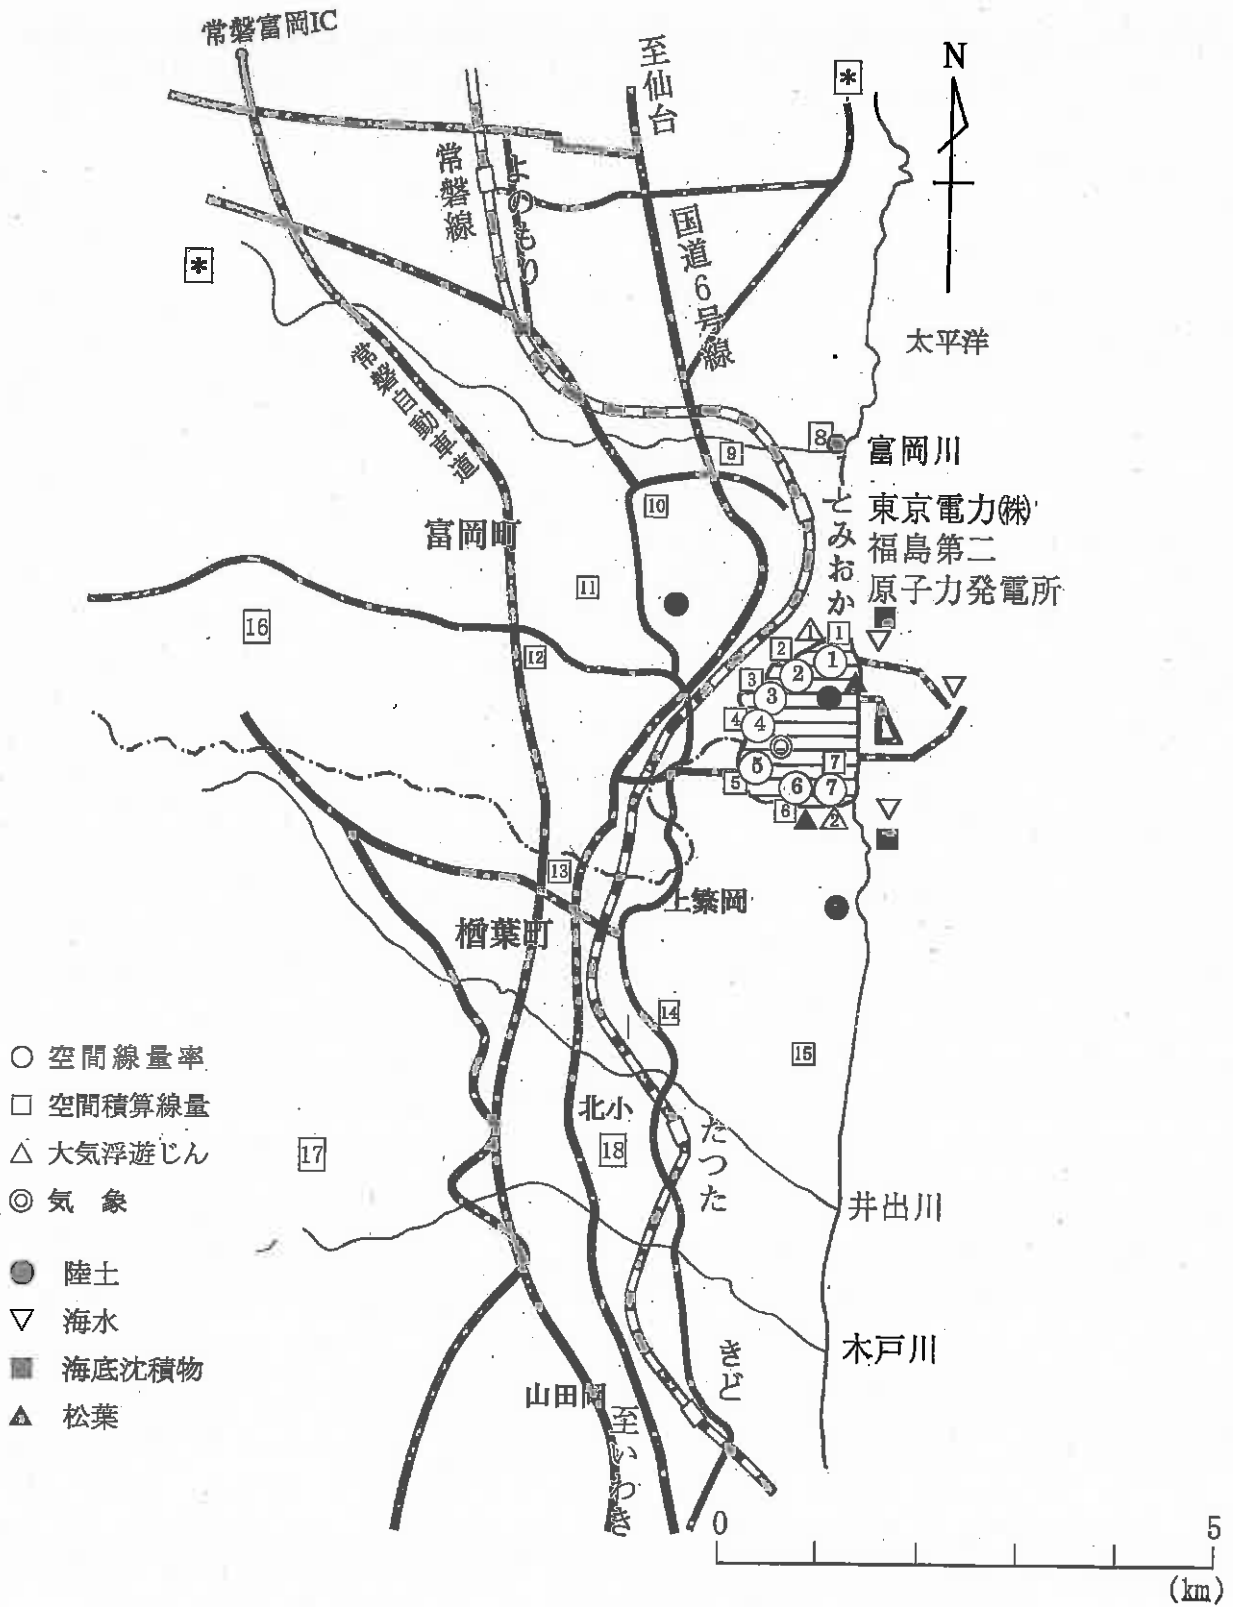 常磐富岡IC
至仙台
*
N
常磐線
よのもり
国道6号線
*
太平洋
常磐自動車道
8
富岡川
9
10
とみおか
東京電力㈱
福島第二
原子力発電所
富岡町
11
16
12
1
1
2
1
2
3
3
4
4
5
7
5
6
7
6
2
13
上繁岡
楢葉町
14
15
○ 空間線量率
□ 空間積算線量
△ 大気浮遊じん
◎ 気 象
● 陸土
▽ 海水
■ 海底沈積物
▲ 松葉
北小
18
17
たつた
井出川
木戸川
きど
山田岡
至いわき
0
5
(km)